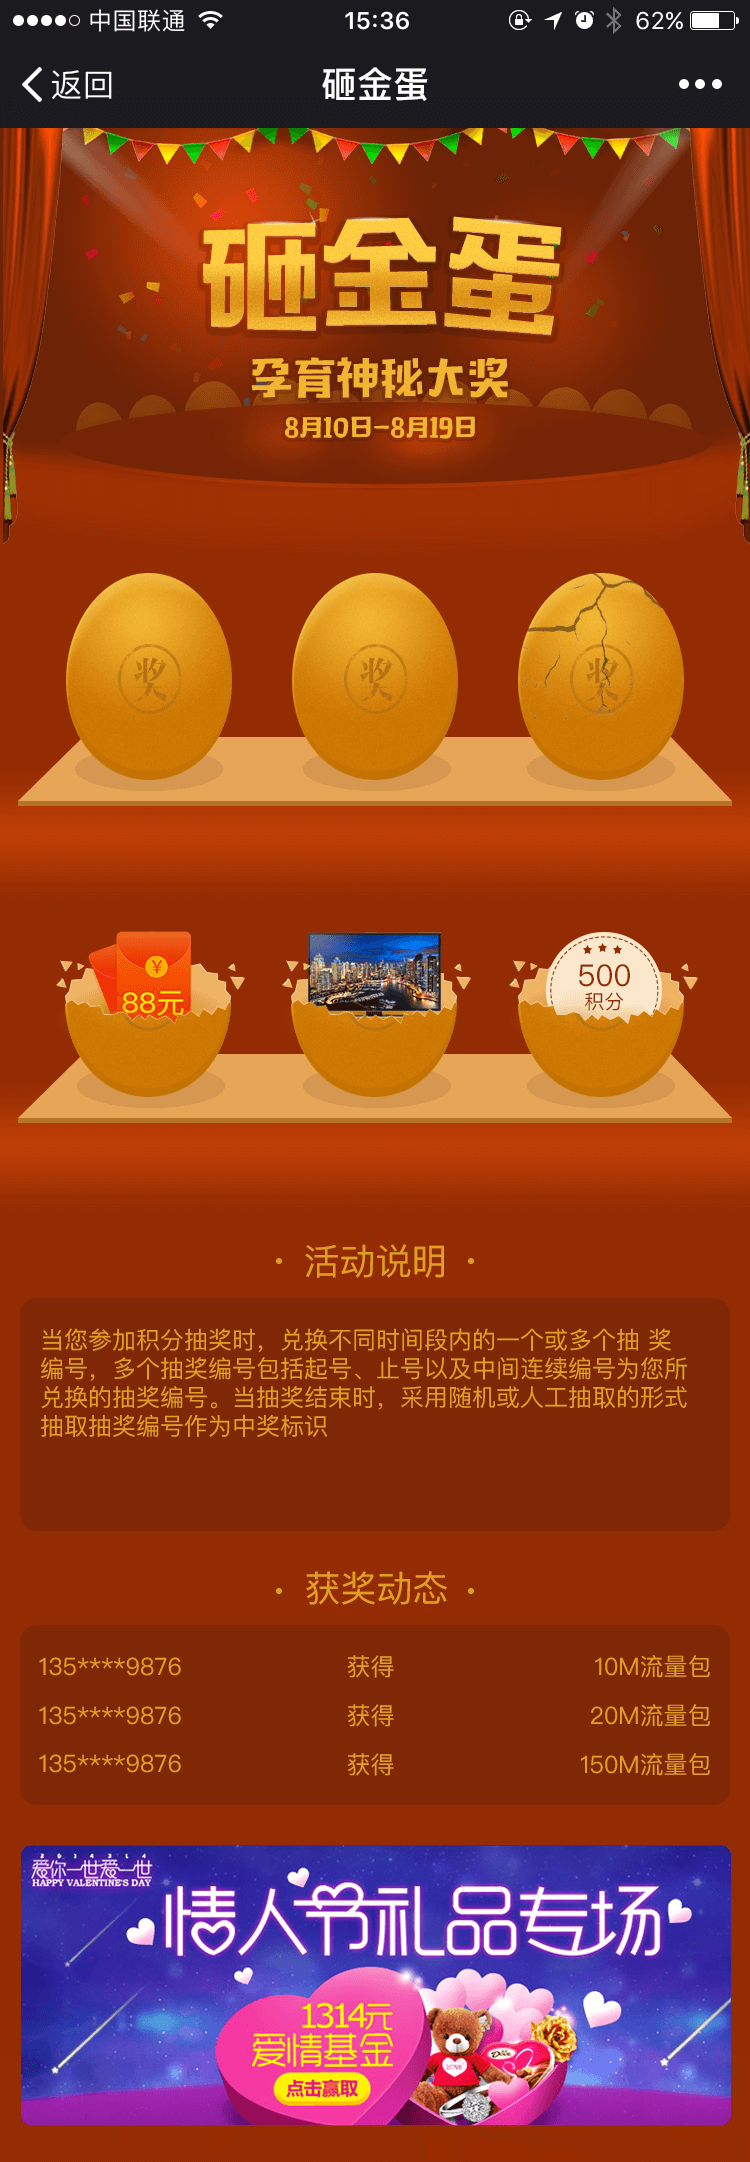 中国联通
15:36
62%
返回
砸金蛋
砸金蛋
孕育神秘大奖
8月10日-8月19日
奖
奖
奖
¥
88元
500
积分
· 活动说明 ·
当您参加积分抽奖时，兑换不同时间段内的一个或多个抽 奖
编号，多个抽奖编号包括起号、止号以及中间连续编号为您所
兑换的抽奖编号。当抽奖结束时，采用随机或人工抽取的形式
抽取抽奖编号作为中奖标识
· 获奖动态 ·
135****9876 获得 10M流量包
135****9876 获得 20M流量包
135****9876 获得 150M流量包
2014214
爱你一世爱一世
HAPPY VALENTINE'S DAY
情人节礼品专场
1314元
爱情基金
点击赢取
LOVE
Dove